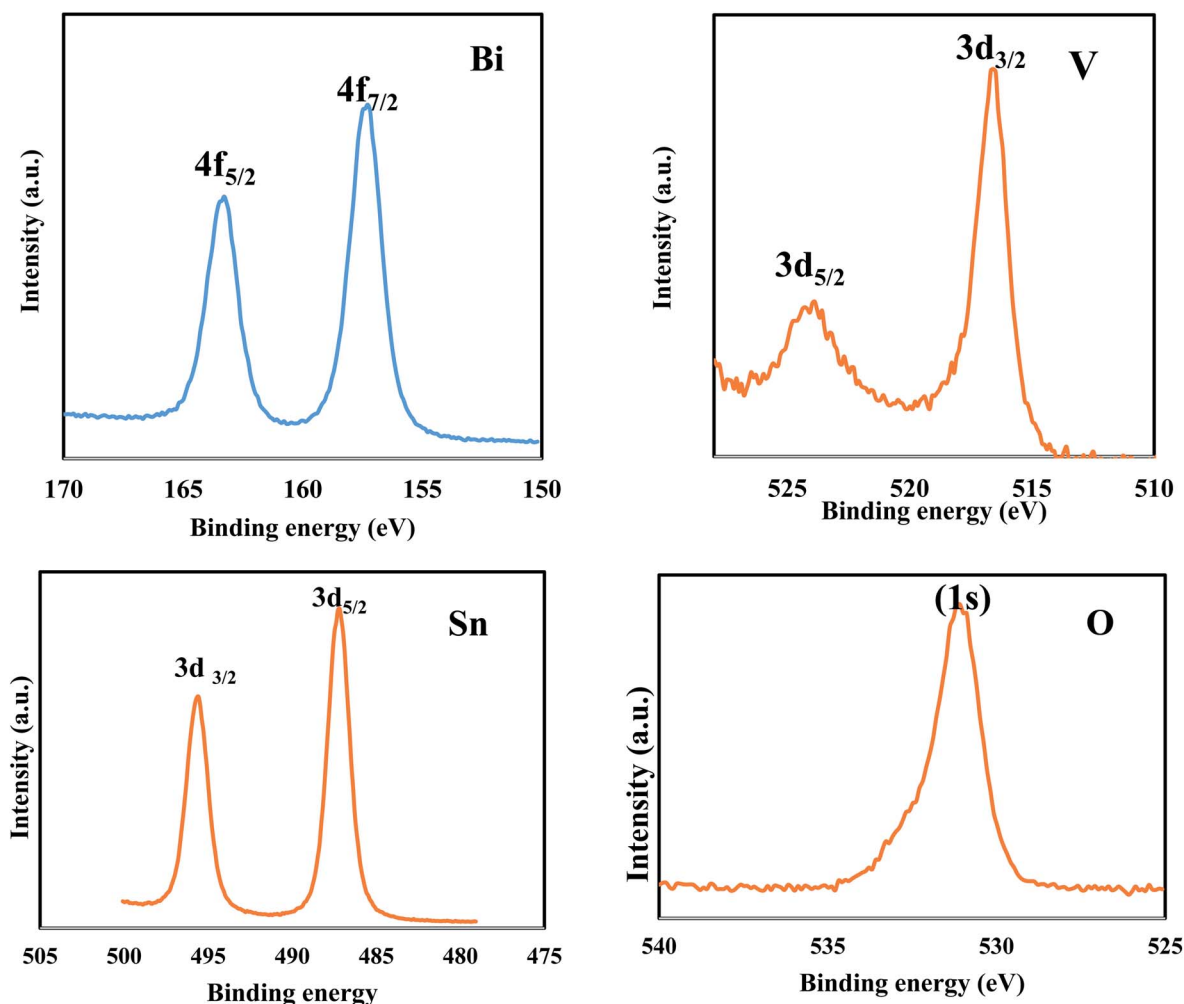 Bi
4f7/2
4f5/2
Intensity (a.u.)
170 165 160 155 150
Binding energy (eV)
3d3/2
V
3d5/2
Intensity (a.u.)
525 520 515 510
Binding energy (eV)
3d5/2
Sn
3d 3/2
Intensity (a.u.)
505 500 495 490 485 480 475
Binding energy
(1s)
O
Intensity (a.u.)
540 535 530 525
Binding energy (eV)